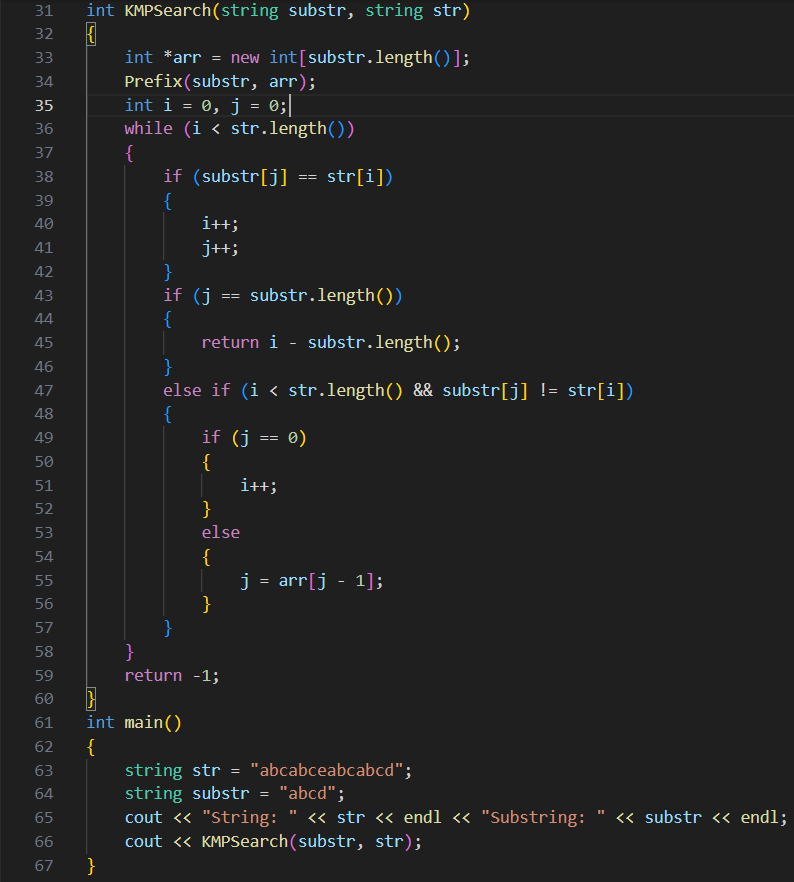 31 int KMPSearch(string substr, string str)
32 {
33     int *arr = new int[substr.length()];
34     Prefix(substr, arr);
35     int i = 0, j = 0;
36     while (i < str.length())
37     {
38         if (substr[j] == str[i])
39         {
40             i++;
41             j++;
42         }
43         if (j == substr.length())
44         {
45             return i - substr.length();
46         }
47         else if (i < str.length() && substr[j] != str[i])
48         {
49             if (j == 0)
50             {
51                 i++;
52             }
53             else
54             {
55                 j = arr[j - 1];
56             }
57         }
58     }
59     return -1;
60 }
61 int main()
62 {
63     string str = "abcabceabcabcd";
64     string substr = "abcd";
65     cout << "String: " << str << endl << "Substring: " << substr << endl;
66     cout << KMPSearch(substr, str);
67 }